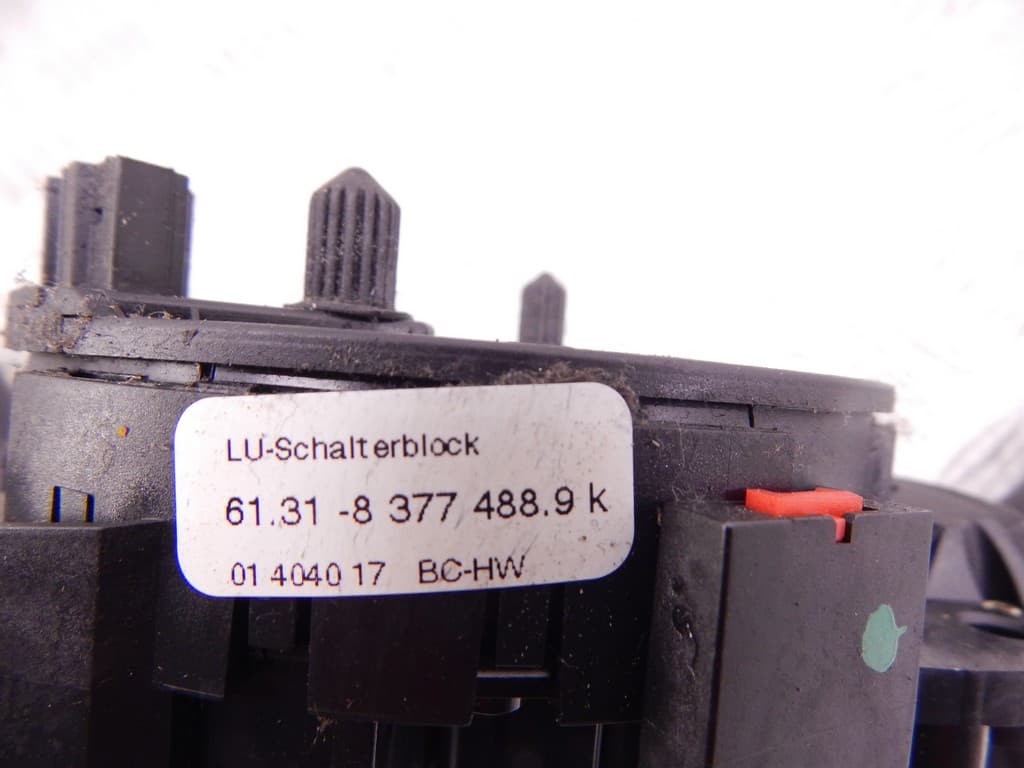 LU-Schalterblock
61.31 -8 377 488.9 k
01 4040 17 BC-HW